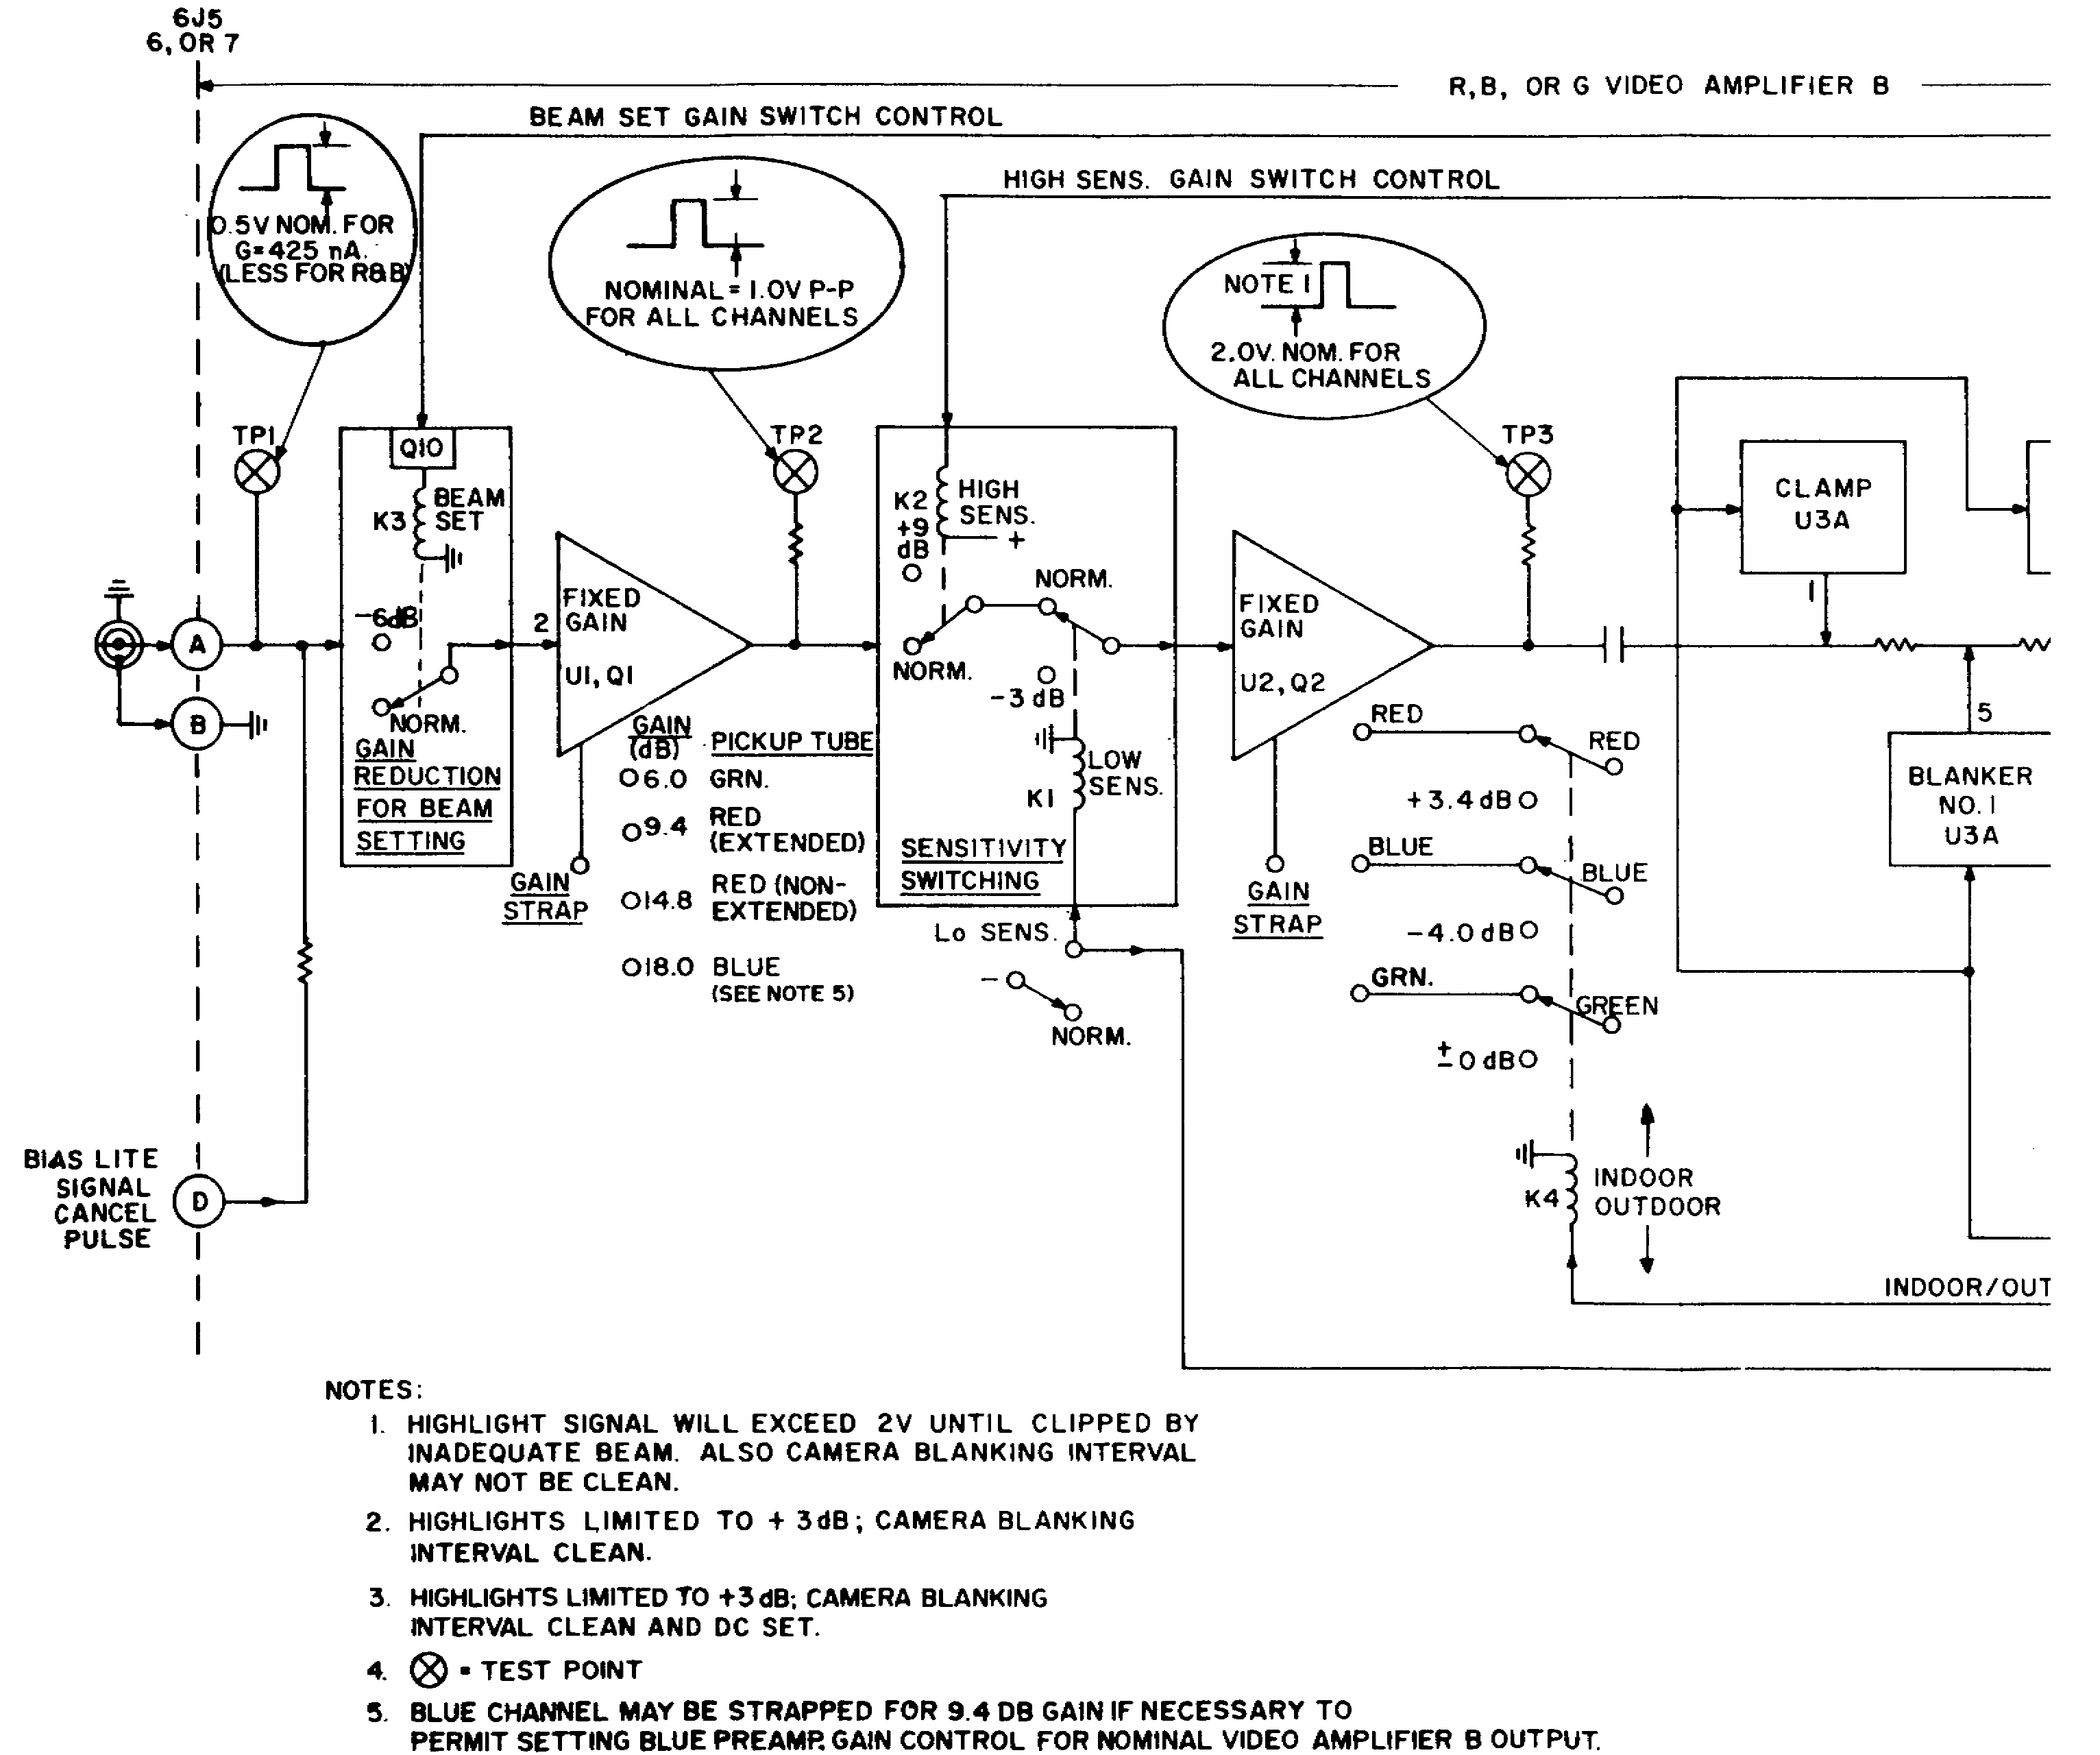 6J5
6, OR 7
R, B, OR G VIDEO AMPLIFIER B
BEAM SET GAIN SWITCH CONTROL
HIGH SENS. GAIN SWITCH CONTROL
0.5V NOM. FOR
G=425 nA.
(LESS FOR R&B)
NOMINAL = 1.0V P-P
FOR ALL CHANNELS
NOTE 1
2.0V. NOM. FOR
ALL CHANNELS
TP1
TP2
TP3
Q10
BEAM
SET
K3
-6dB
NORM.
GAIN
REDUCTION
FOR BEAM
SETTING
A
B
2
FIXED
GAIN
U1, Q1
GAIN
STRAP
GAIN
(dB)
PICKUP TUBE
6.0 GRN.
9.4 RED
(EXTENDED)
14.8 RED (NON-
EXTENDED)
18.0 BLUE
(SEE NOTE 5)
K2
+9
dB
HIGH
SENS.
+
NORM.
NORM.
-3 dB
LOW
SENS.
K1
SENSITIVITY
SWITCHING
Lo SENS.
-
NORM.
FIXED
GAIN
U2, Q2
GAIN
STRAP
RED
RED
+3.4 dB
BLUE
BLUE
-4.0 dB
GRN.
GREEN
±0 dB
K4
INDOOR
OUTDOOR
INDOOR/OUT
CLAMP
U3A
1
5
BLANKER
NO. 1
U3A
BIAS LITE
SIGNAL
CANCEL
PULSE
D
NOTES:
1. HIGHLIGHT SIGNAL WILL EXCEED 2V UNTIL CLIPPED BY
INADEQUATE BEAM. ALSO CAMERA BLANKING INTERVAL
MAY NOT BE CLEAN.
2. HIGHLIGHTS LIMITED TO + 3dB; CAMERA BLANKING
INTERVAL CLEAN.
3. HIGHLIGHTS LIMITED TO +3dB; CAMERA BLANKING
INTERVAL CLEAN AND DC SET.
4. = TEST POINT
5. BLUE CHANNEL MAY BE STRAPPED FOR 9.4 DB GAIN IF NECESSARY TO
PERMIT SETTING BLUE PREAMP. GAIN CONTROL FOR NOMINAL VIDEO AMPLIFIER B OUTPUT.